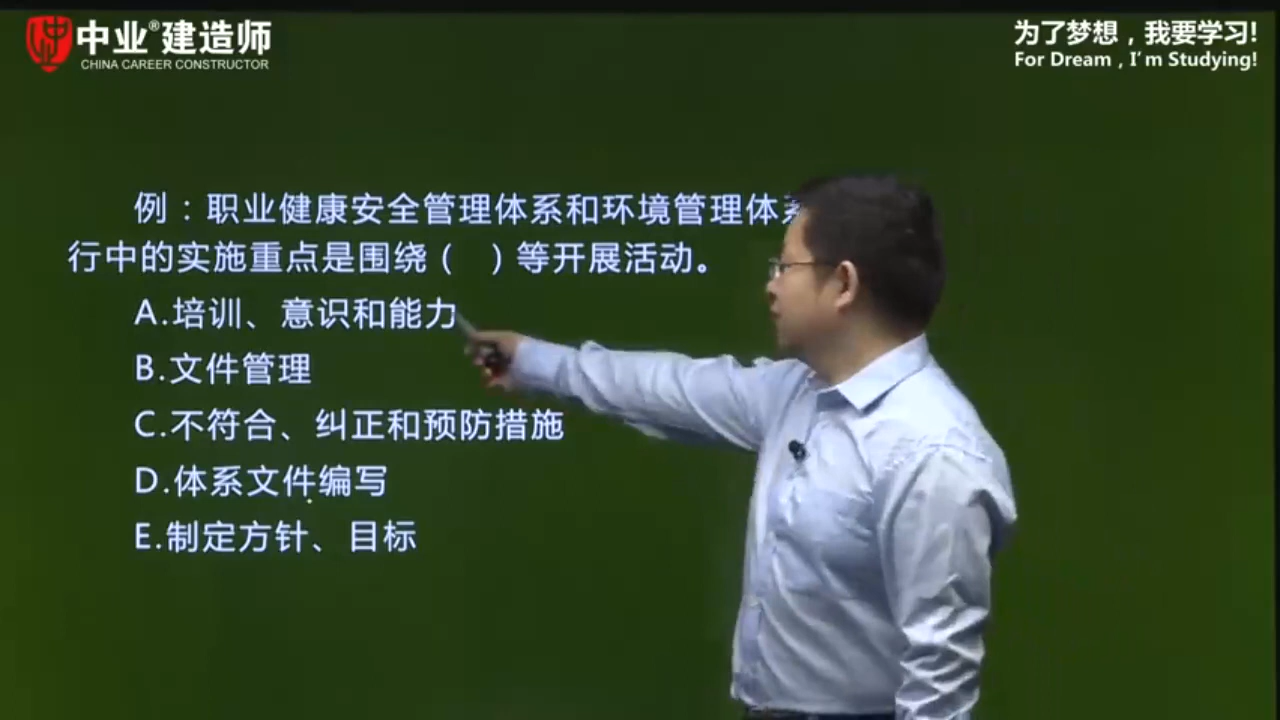 中业®建造师
CHINA CAREER CONSTRUCTOR
为了梦想，我要学习!
For Dream , I'm Studying!
例：职业健康安全管理体系和环境管理体系
行中的实施重点是围绕（ ）等开展活动。
A.培训、意识和能力
B.文件管理
C.不符合、纠正和预防措施
D.体系文件编写
E.制定方针、目标